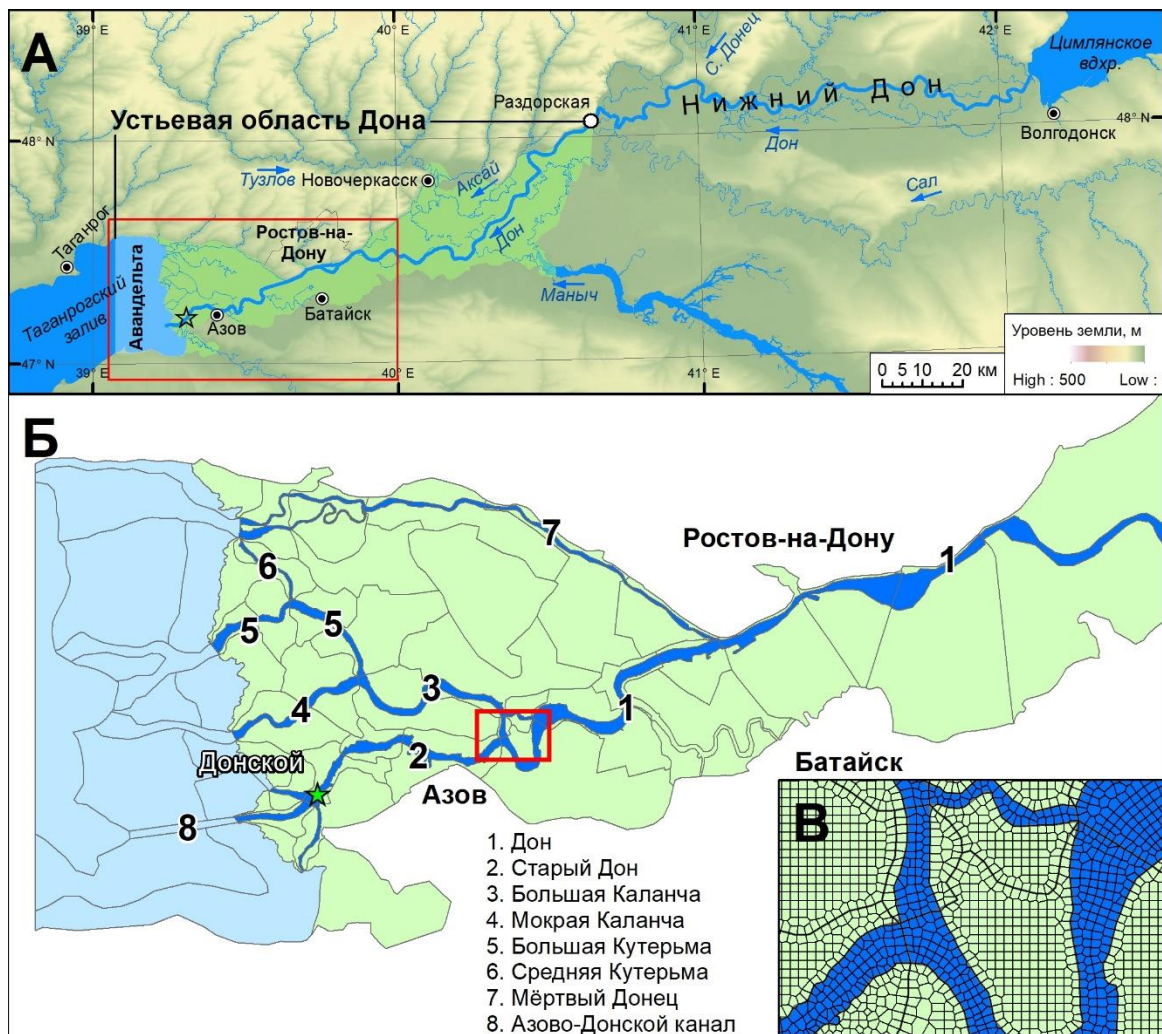 А
39° E
40° E
41° E
42° E
С. Донец
Цимлянское
вдхр.
Раздорская
Нижний Дон
Устьевая область Дона
48° N
Волгодонск
48° N
Дон
Тузлов
Новочеркасск
Аксай
Сал
Таганрог
Ростов-на-
Дону
Дон
Авандельта
Маныч
Таганрогский
залив
Азов
Батайск
47° N
39° E
40° E
41° E
0 5 10 20 км
Уровень земли, м
High : 500
Low :
Б
7
Ростов-на-Дону
1
6
5
5
3
4
1
Донской
2
Азов
8
Батайск
В
1. Дон
2. Старый Дон
3. Большая Каланча
4. Мокрая Каланча
5. Большая Кутерьма
6. Средняя Кутерьма
7. Мёртвый Донец
8. Азово-Донской канал